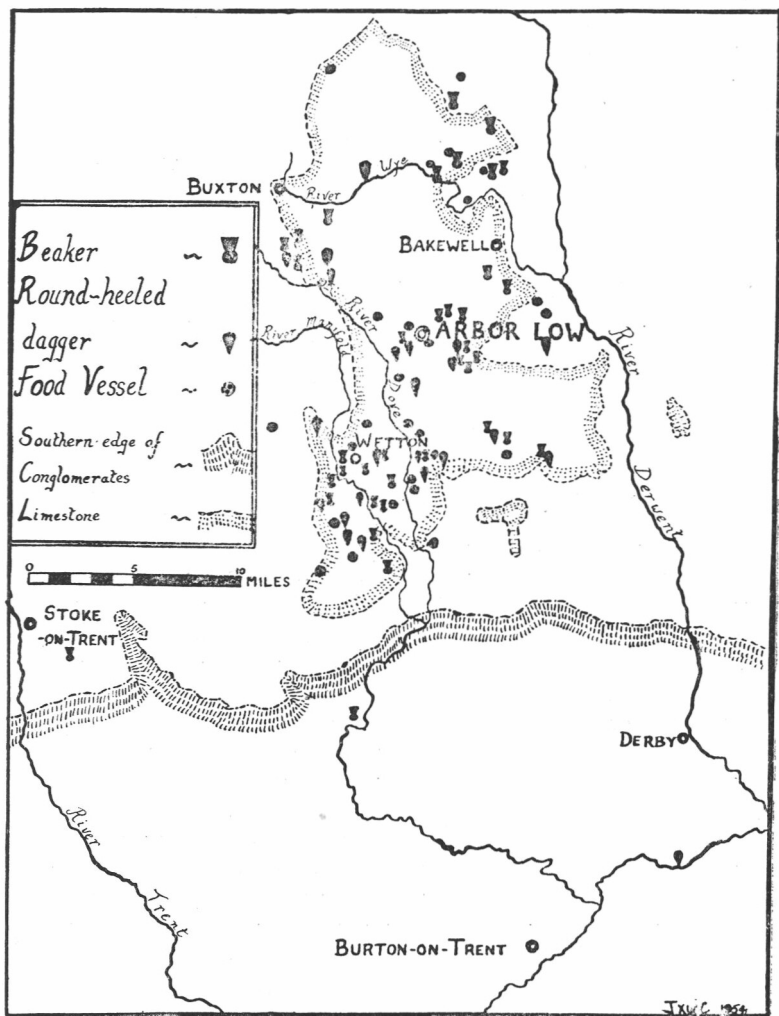 River Wye
BUXTON
BAKEWELL
Beaker
Round-heeled
dagger
Food Vessel
Southern edge of
Conglomerates
Limestone
River Manifold
River Dove
ARBOR LOW
River Derwent
WETTON
0 5 10 MILES
STOKE
-ON-TRENT
DERBY
River Trent
BURTON-ON-TRENT
1954